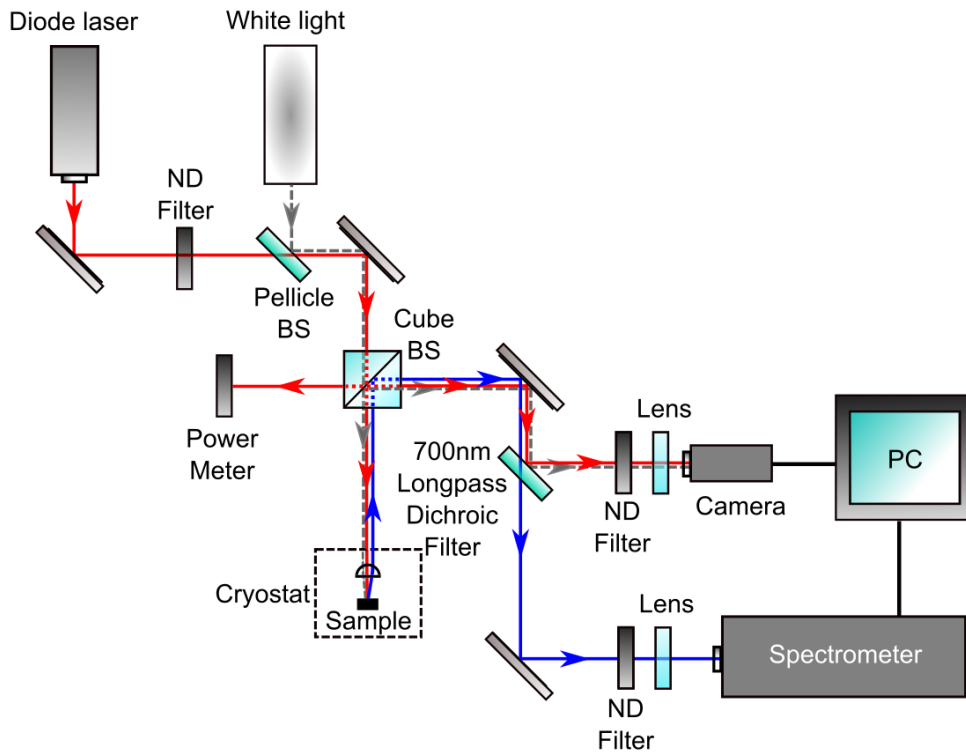 Diode laser
White light
ND
Filter
Pellicle
BS
Cube
BS
Power
Meter
700nm
Longpass
Dichroic
Filter
Lens
ND
Filter
Camera
PC
Cryostat
Sample
Lens
ND
Filter
Spectrometer